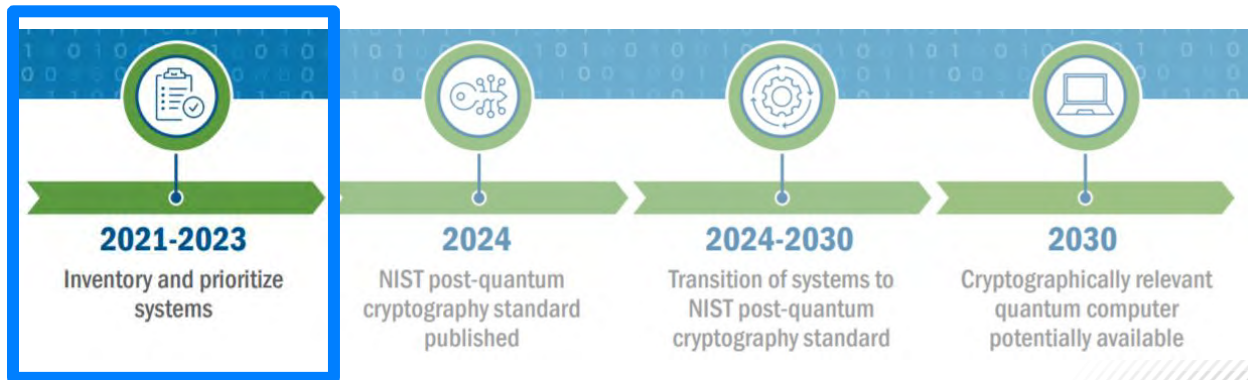 2021-2023
Inventory and prioritize
systems
2024
NIST post-quantum
cryptography standard
published
2024-2030
Transition of systems to
NIST post-quantum
cryptography standard
2030
Cryptographically relevant
quantum computer
potentially available